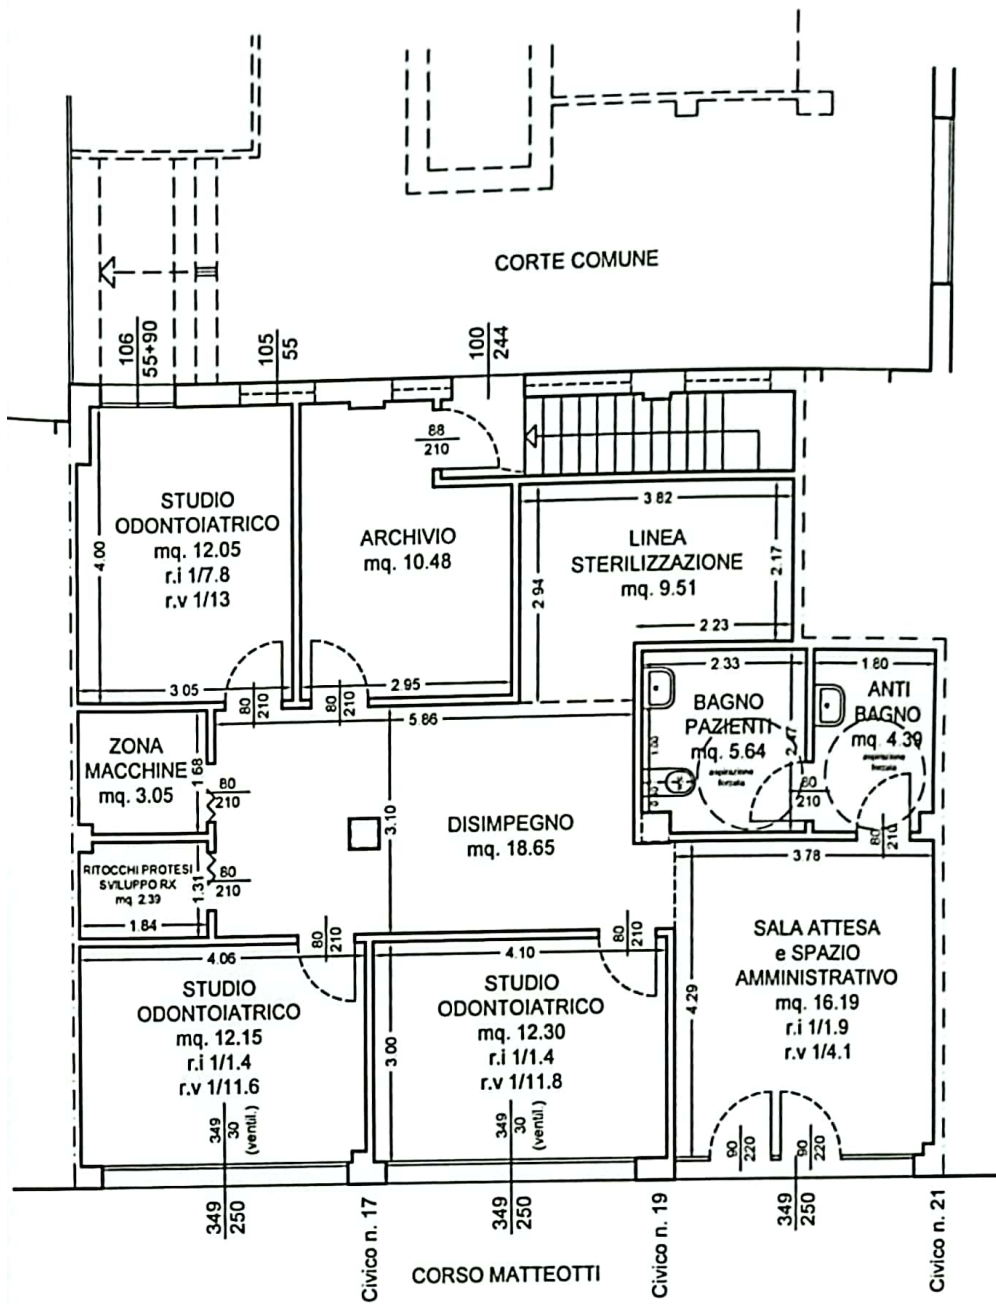 CORTE COMUNE
106
55+90
105
55
100
244
88
210
STUDIO
ODONTOIATRICO
mq. 12.05
r.i 1/7.8
r.v 1/13
4.00
3.05
80
210
ARCHIVIO
mq. 10.48
2.95
80
210
3.82
LINEA
STERILIZZAZIONE
mq. 9.51
2.94
2.17
2.23
2.33
BAGNO
PAZIENTI
mq. 5.64
aspirazione
forzata
2.47
80
210
1.80
ANTI
BAGNO
mq. 4.39
aspirazione
forzata
80
210
5.86
ZONA
MACCHINE
mq. 3.05
1.68
80
210
3.10
DISIMPEGNO
mq. 18.65
RITOCCHI PROTESI
SVILUPPO RX
mq. 2.39
1.31
1.84
80
210
80
210
80
210
3.78
SALA ATTESA
e SPAZIO
AMMINISTRATIVO
mq. 16.19
r.i 1/1.9
r.v 1/4.1
4.29
90
220
90
220
4.06
STUDIO
ODONTOIATRICO
mq. 12.15
r.i 1/1.4
r.v 1/11.6
349
30
(ventil.)
4.10
STUDIO
ODONTOIATRICO
mq. 12.30
r.i 1/1.4
r.v 1/11.8
3.00
349
30
(ventil.)
349
250
Civico n. 17
349
250
Civico n. 19
349
250
Civico n. 21
CORSO MATTEOTTI